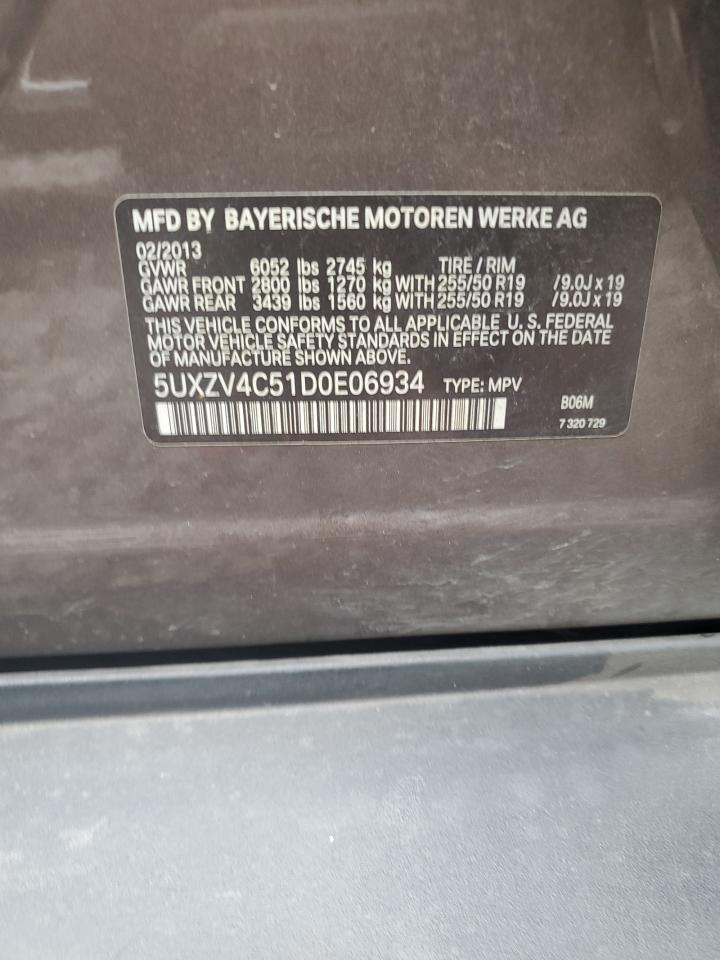 MFD BY BAYERISCHE MOTOREN WERKE AG
02/2013
GVWR 6052 lbs 2745 kg TIRE / RIM
GAWR FRONT 2800 lbs 1270 kg WITH 255/50 R19 /9.0J x 19
GAWR REAR 3439 lbs 1560 kg WITH 255/50 R19 /9.0J x 19
THIS VEHICLE CONFORMS TO ALL APPLICABLE U. S. FEDERAL
MOTOR VEHICLE SAFETY STANDARDS IN EFFECT ON THE DATE
OF MANUFACTURE SHOWN ABOVE.
5UXZV4C51D0E06934 TYPE: MPV
B06M
7 320 729